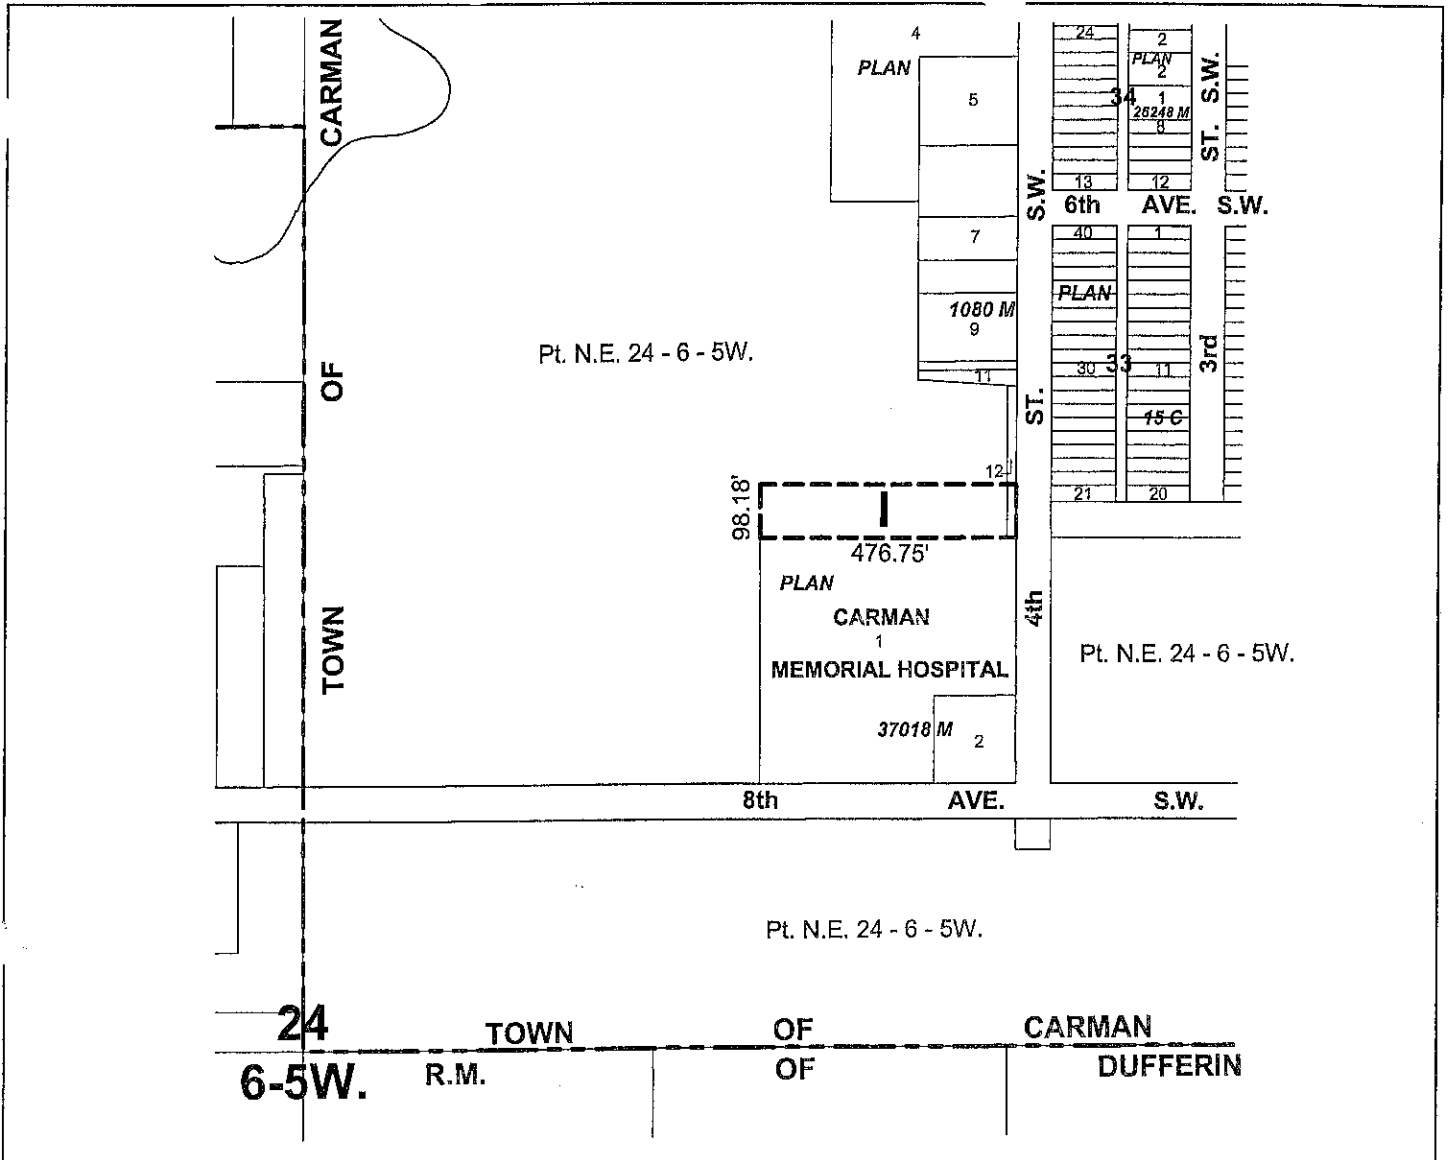 CARMAN
OF
TOWN
4
PLAN
5
7
1080 M
9
11
12
24
13
34
2
PLAN
2
1
25248 M
8
12
ST. S.W.
6th AVE. S.W.
40
1
PLAN
30
33
11
15 C
21
20
3rd
S.W.
ST.
4th
Pt. N.E. 24 - 6 - 5W.
98.18'
I
476.75'
PLAN
CARMAN
1
MEMORIAL HOSPITAL
37018 M
2
Pt. N.E. 24 - 6 - 5W.
8th AVE. S.W.
Pt. N.E. 24 - 6 - 5W.
24
TOWN OF CARMAN
6-5W.
R.M. OF DUFFERIN